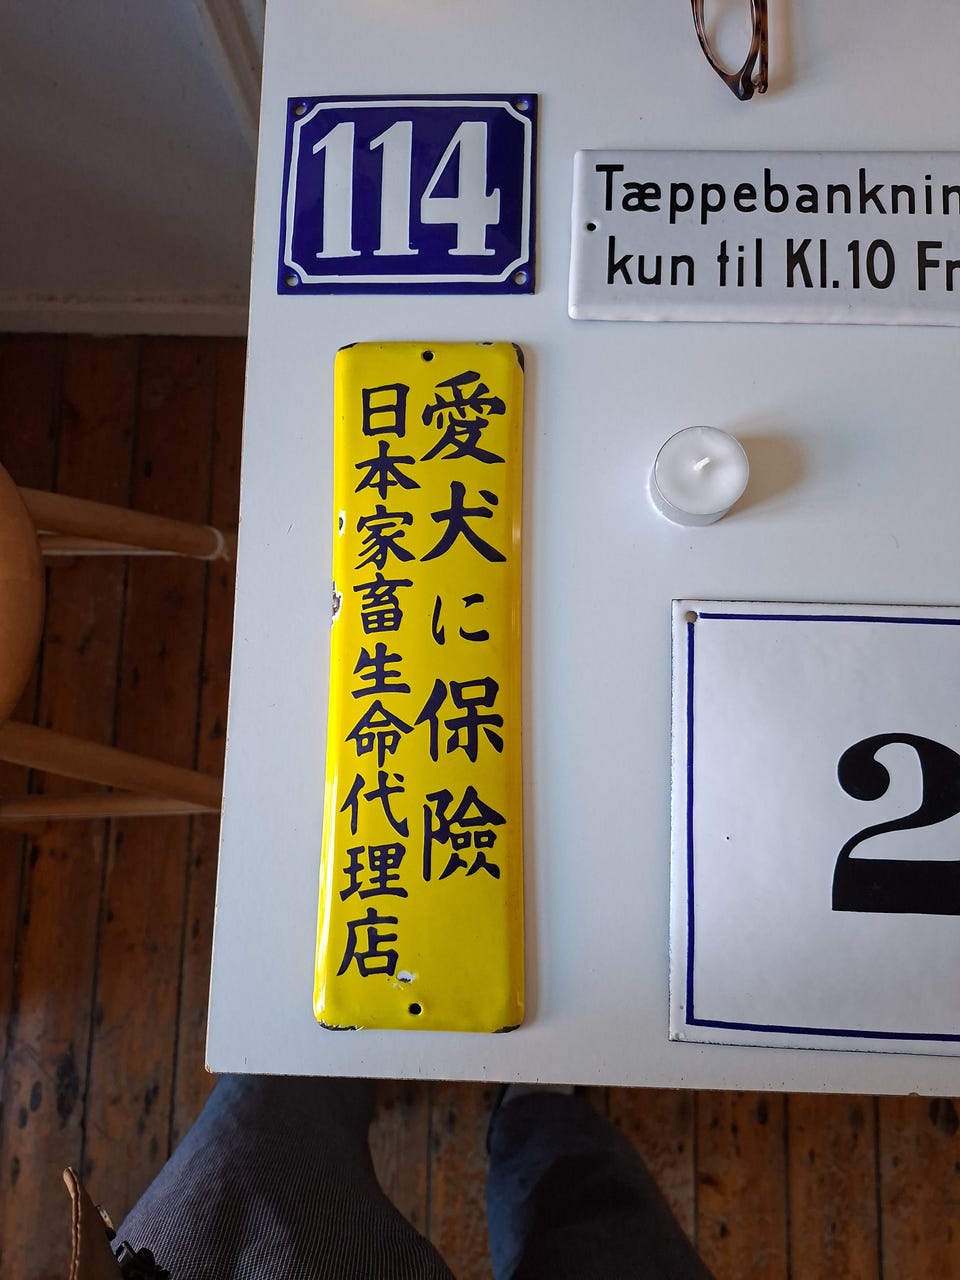 114
Tæppebanknin
kun til Kl.10 Fr
愛犬に保險
日本家畜生命代理店
2